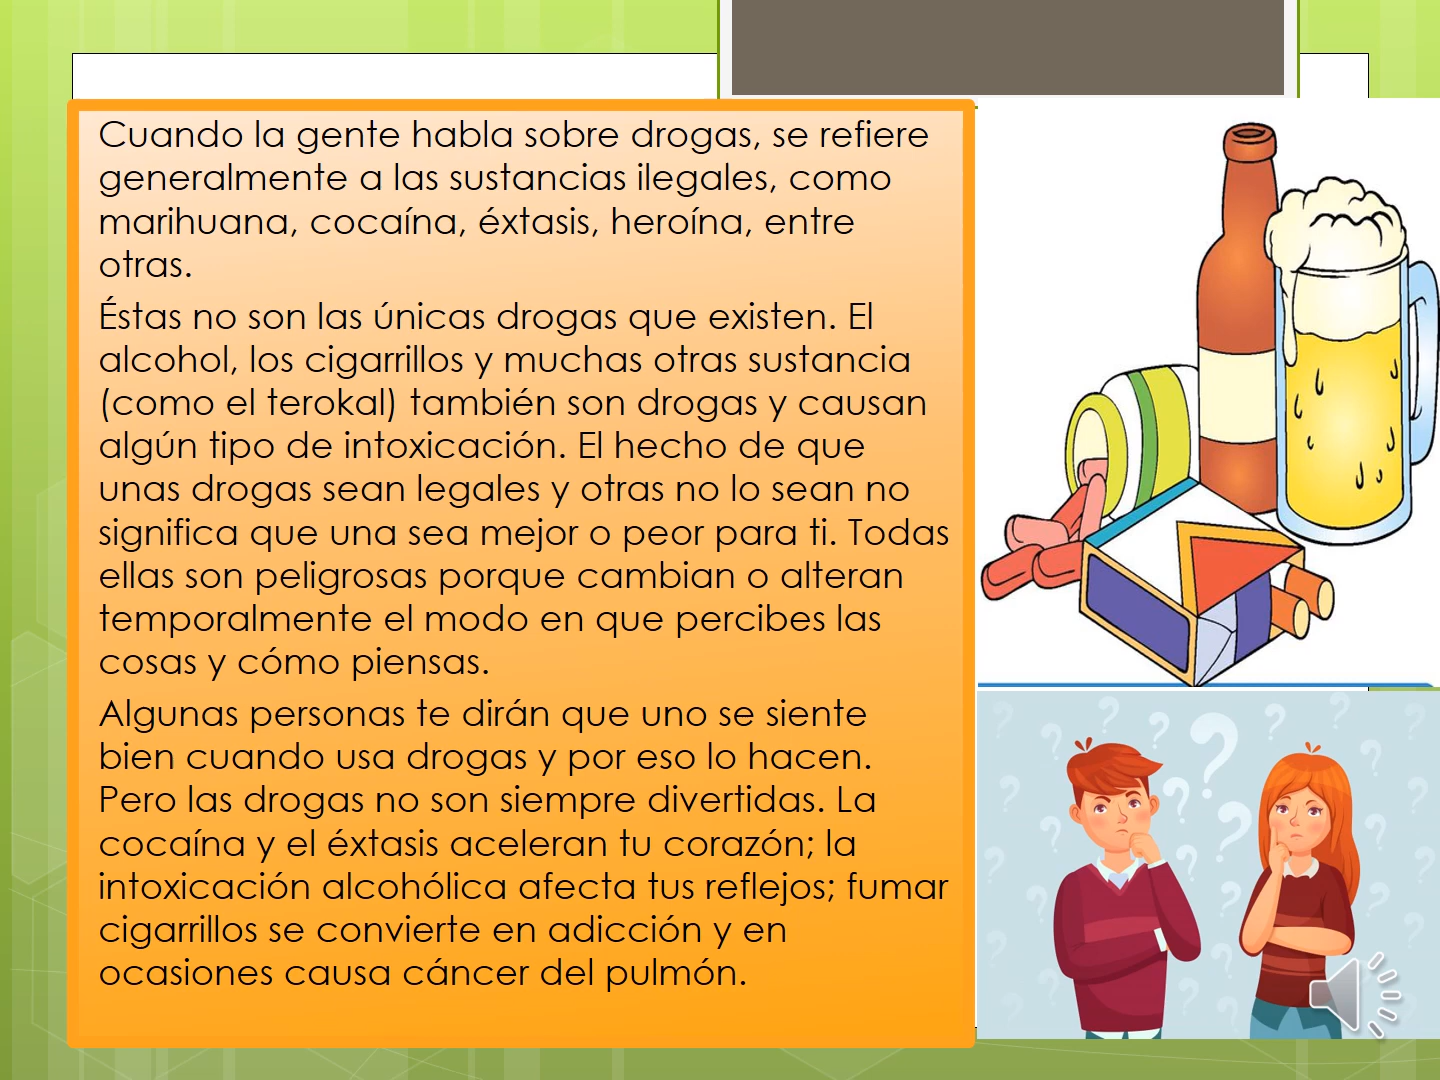 Cuando la gente habla sobre drogas, se refiere
generalmente a las sustancias ilegales, como
marihuana, cocaína, éxtasis, heroína, entre
otras.
Éstas no son las únicas drogas que existen. El
alcohol, los cigarrillos y muchas otras sustancia
(como el terokal) también son drogas y causan
algún tipo de intoxicación. El hecho de que
unas drogas sean legales y otras no lo sean no
significa que una sea mejor o peor para ti. Todas
ellas son peligrosas porque cambian o alteran
temporalmente el modo en que percibes las
cosas y cómo piensas.
Algunas personas te dirán que uno se siente
bien cuando usa drogas y por eso lo hacen.
Pero las drogas no son siempre divertidas. La
cocaína y el éxtasis aceleran tu corazón; la
intoxicación alcohólica afecta tus reflejos; fumar
cigarrillos se convierte en adicción y en
ocasiones causa cáncer del pulmón.